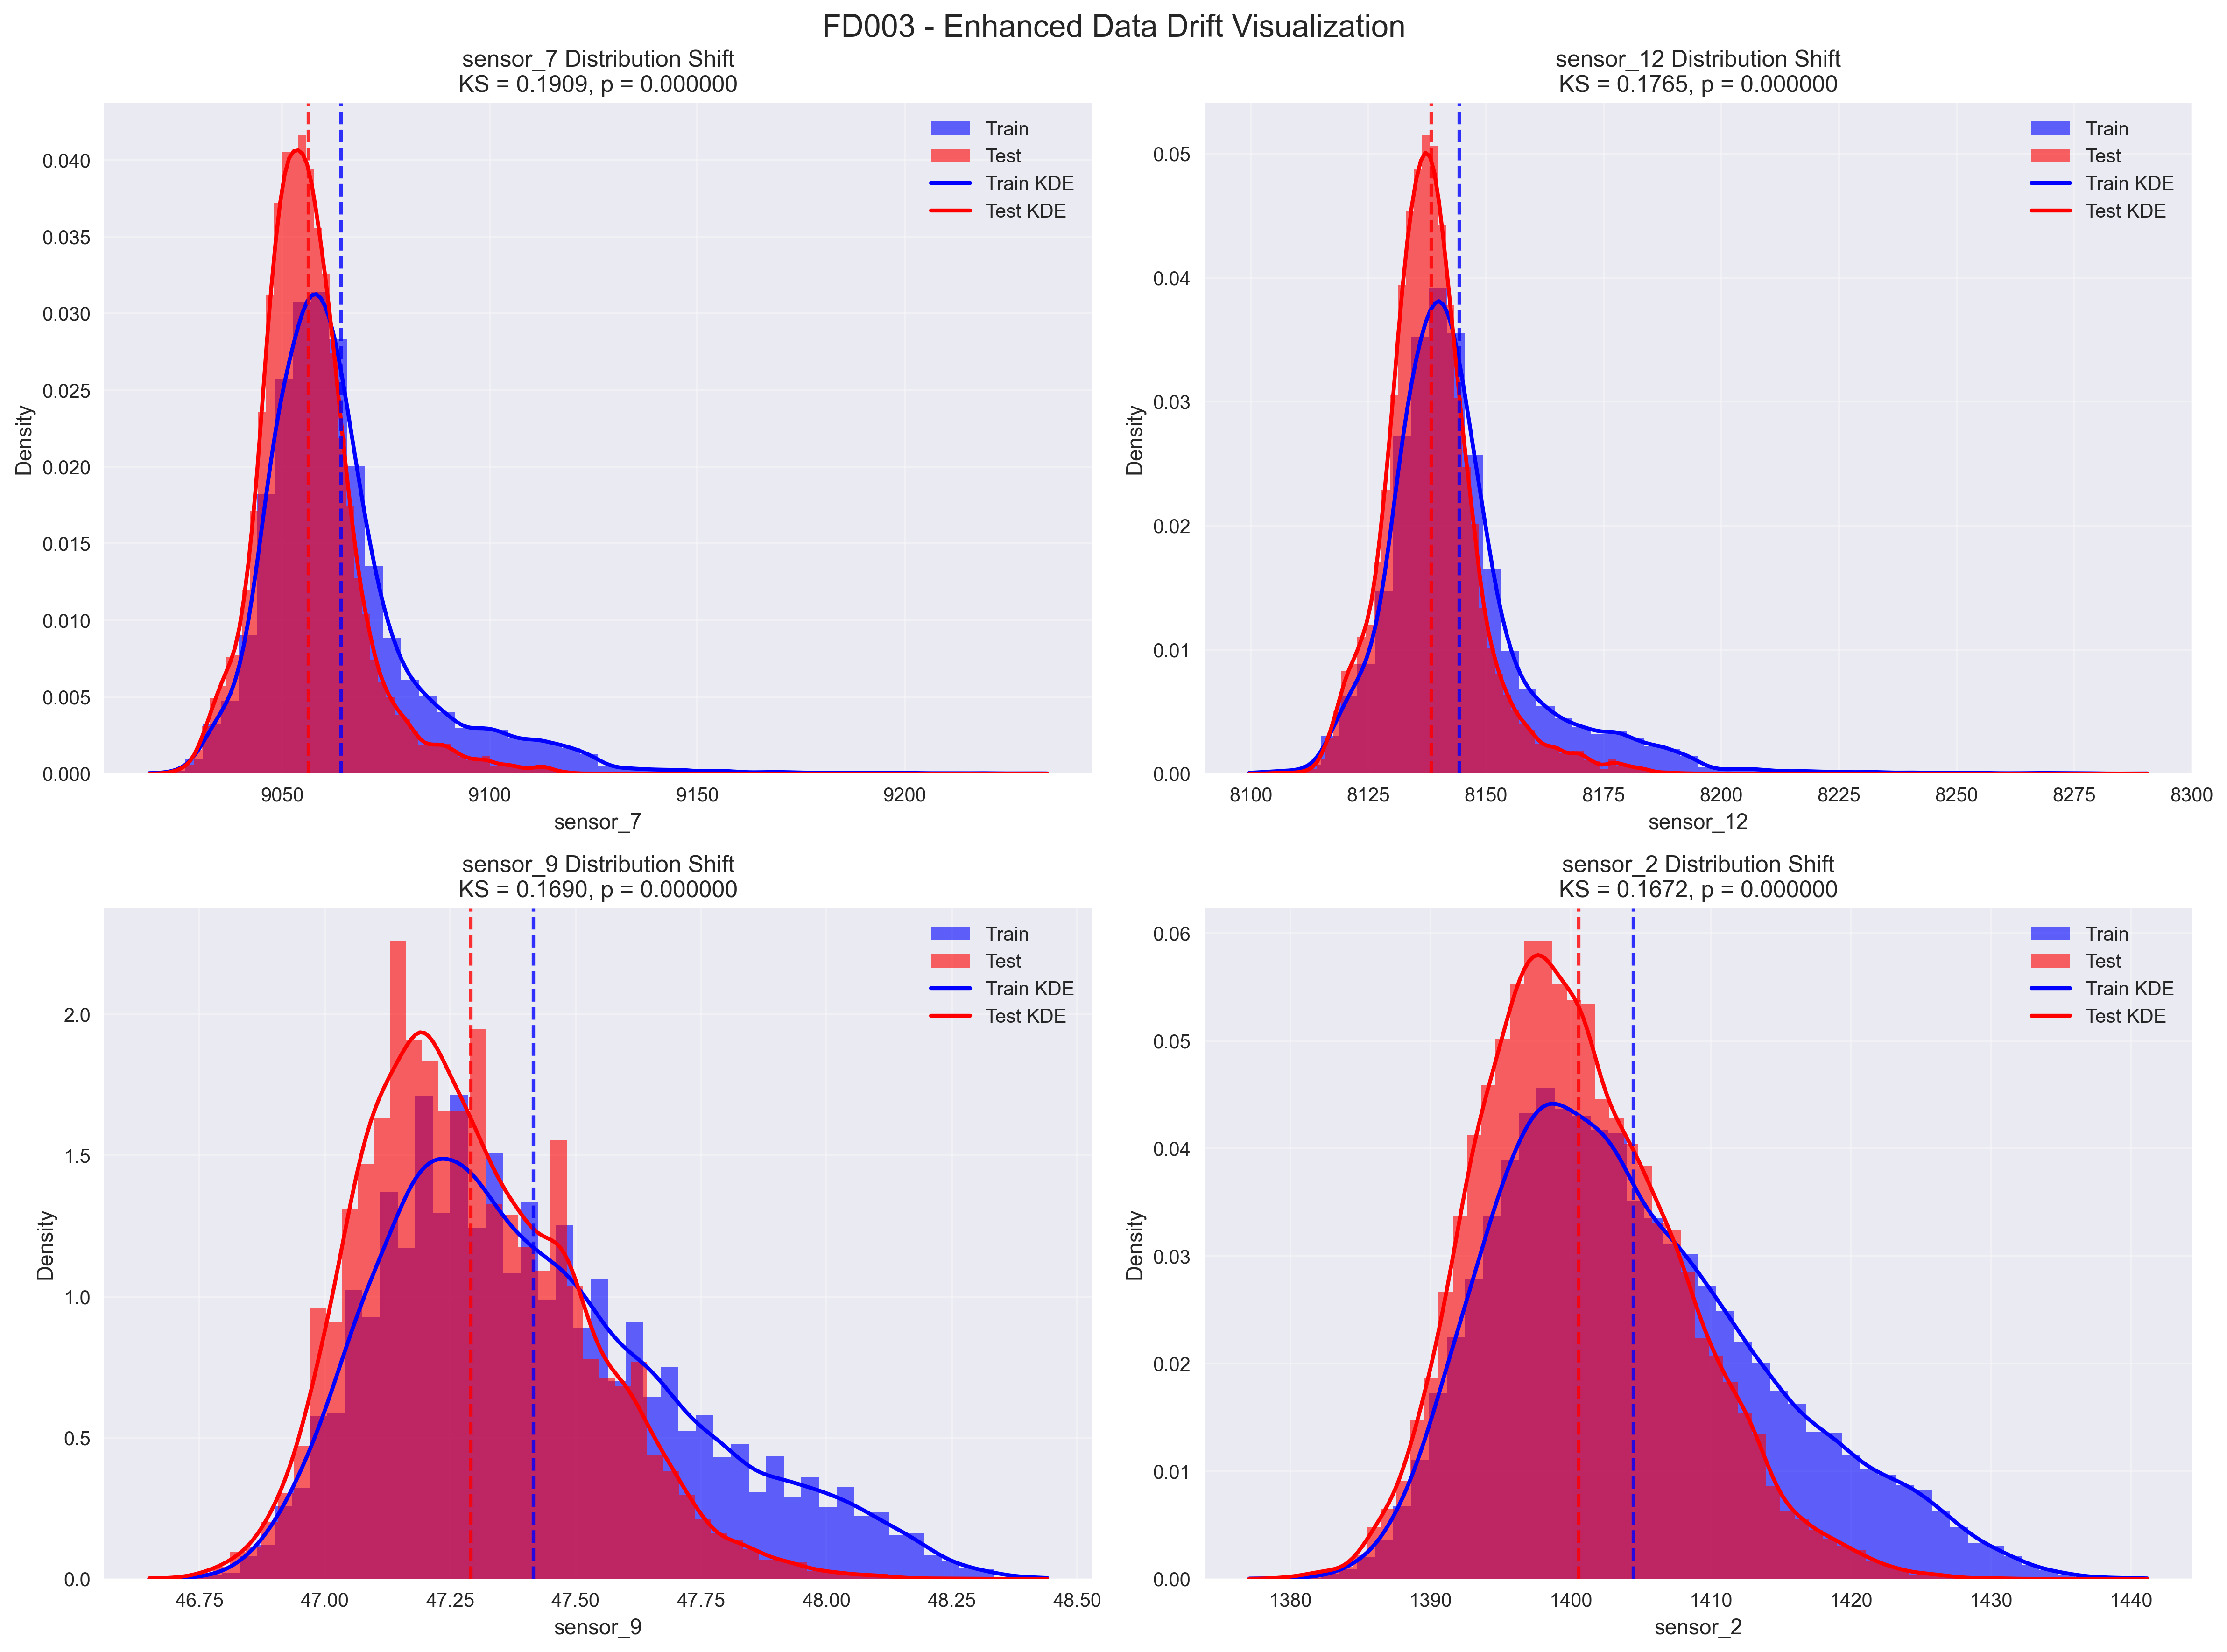 FD003 - Enhanced Data Drift Visualization
sensor_7 Distribution Shift
KS = 0.1909, p = 0.000000
Train
Test
Train KDE
Test KDE
0.040
0.035
0.030
0.025
0.020
0.015
0.010
0.005
0.000
Density
9050
9100
9150
9200
sensor_7
sensor_12 Distribution Shift
KS = 0.1765, p = 0.000000
Train
Test
Train KDE
Test KDE
0.05
0.04
0.03
0.02
0.01
0.00
Density
8100
8125
8150
8175
8200
8225
8250
8275
8300
sensor_12
sensor_9 Distribution Shift
KS = 0.1690, p = 0.000000
Train
Test
Train KDE
Test KDE
2.0
1.5
1.0
0.5
0.0
Density
46.75
47.00
47.25
47.50
47.75
48.00
48.25
48.50
sensor_9
sensor_2 Distribution Shift
KS = 0.1672, p = 0.000000
Train
Test
Train KDE
Test KDE
0.06
0.05
0.04
0.03
0.02
0.01
0.00
Density
1380
1390
1400
1410
1420
1430
1440
sensor_2